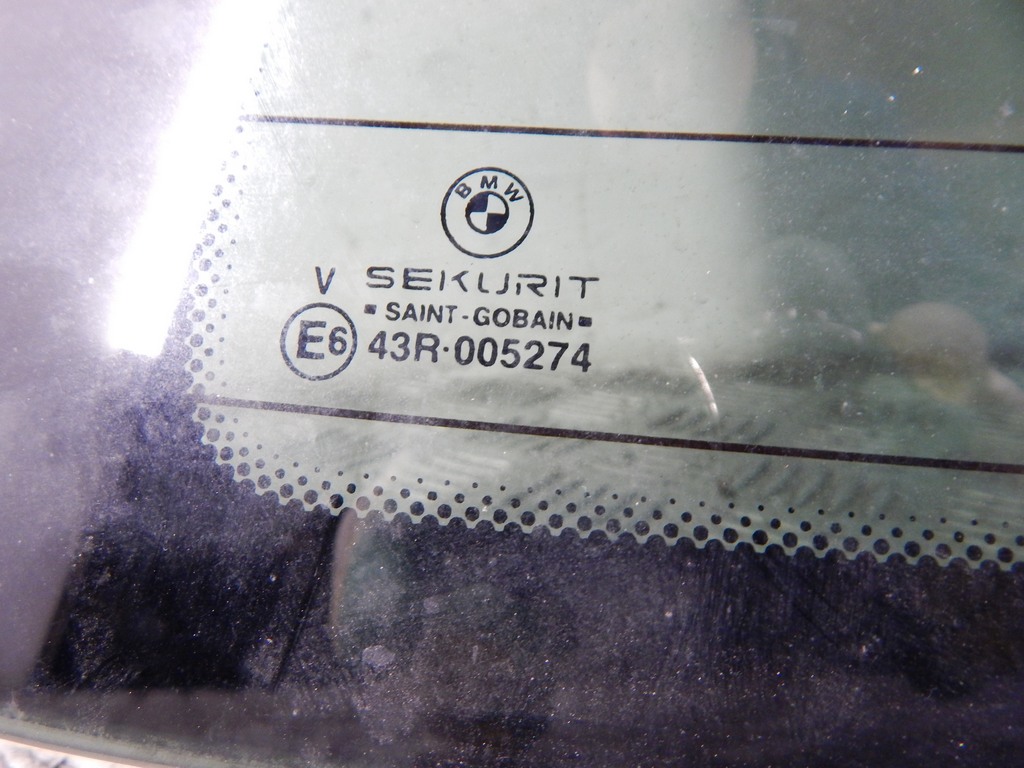 BMW
V SEKURIT
SAINT-GOBAIN
E6 43R·005274